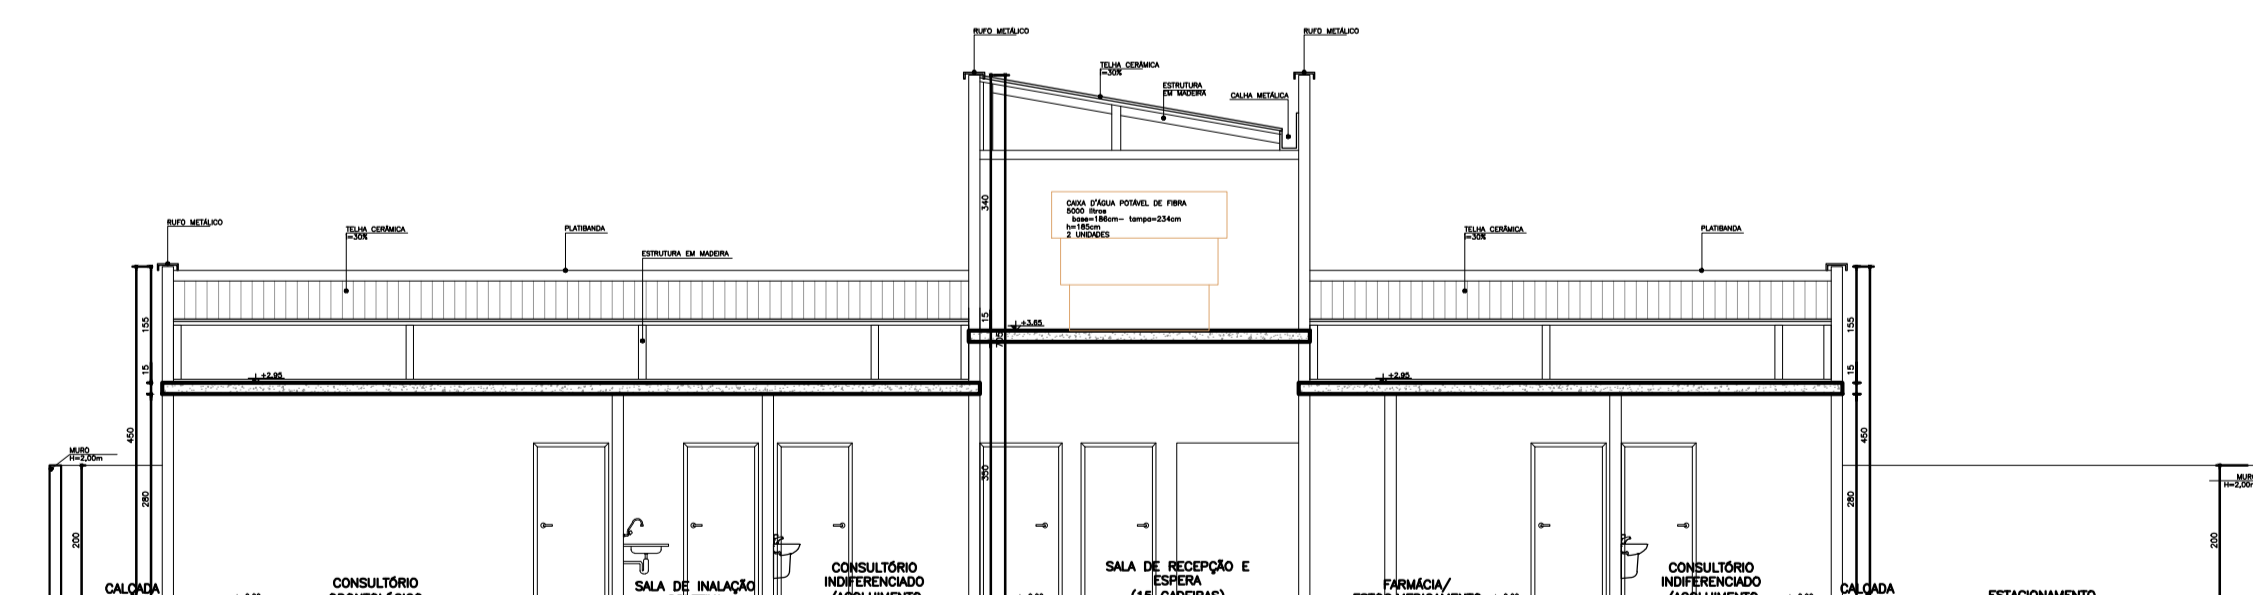 RUFO METÁLICO
RUFO METÁLICO
TELHA CERÂMICA
i=30%
ESTRUTURA
EM MADEIRA
CALHA METÁLICA
340
CAIXA D'ÁGUA POTÁVEL DE FIBRA
5000 litros
base=186cm- tampa=234cm
h=185cm
2 UNIDADES
RUFO METÁLICO
TELHA CERÂMICA
i=30%
PLATIBANDA
ESTRUTURA EM MADEIRA
TELHA CERÂMICA
i=30%
PLATIBANDA
155
15
+3.65
705
155
15
+2.95
+2.95
15
450
450
MURO
H=2,00m
350
280
280
MURO
H=2,00m
200
200
CALÇADA
CONSULTÓRIO
SALA DE INALAÇÃO
CONSULTÓRIO
INDIFERENCIADO
SALA DE RECEPÇÃO E
ESPERA
(15 CADEIRAS)
FARMÁCIA/
CONSULTÓRIO
INDIFERENCIADO
CALÇADA
ESTACIONAMENTO